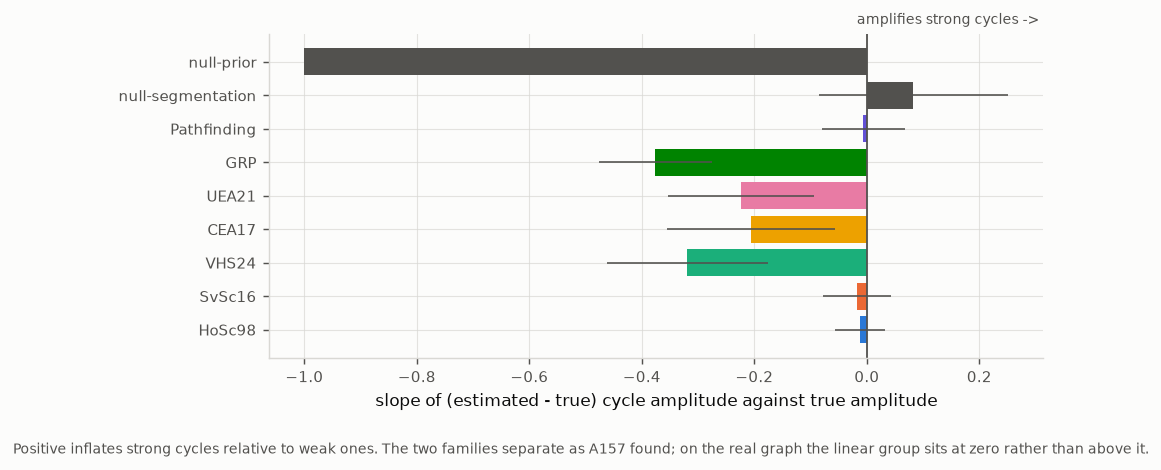 amplifies strong cycles ->
null-prior
null-segmentation
Pathfinding
GRP
UEA21
CEA17
VHS24
SvSc16
HoSc98
−1.0 −0.8 −0.6 −0.4 −0.2 0.0 0.2
slope of (estimated - true) cycle amplitude against true amplitude
Positive inflates strong cycles relative to weak ones. The two families separate as A157 found; on the real graph the linear group sits at zero rather than above it.